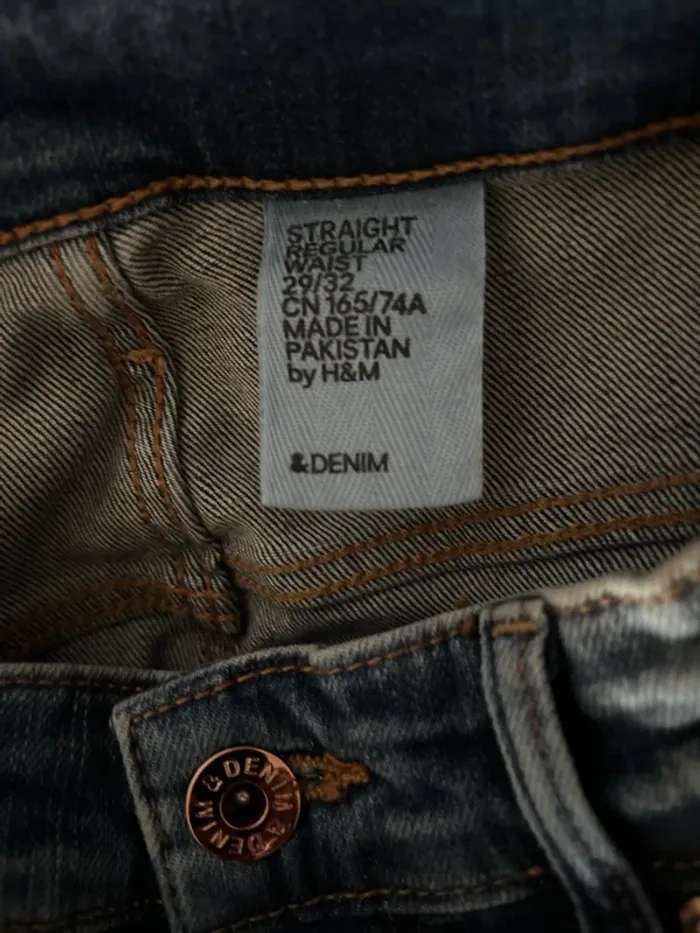 STRAIGHT
REGULAR
WAIST
29/32
CN 165/74A
MADE IN
PAKISTAN
by H&M
&DENIM
& DENIM & DENIM